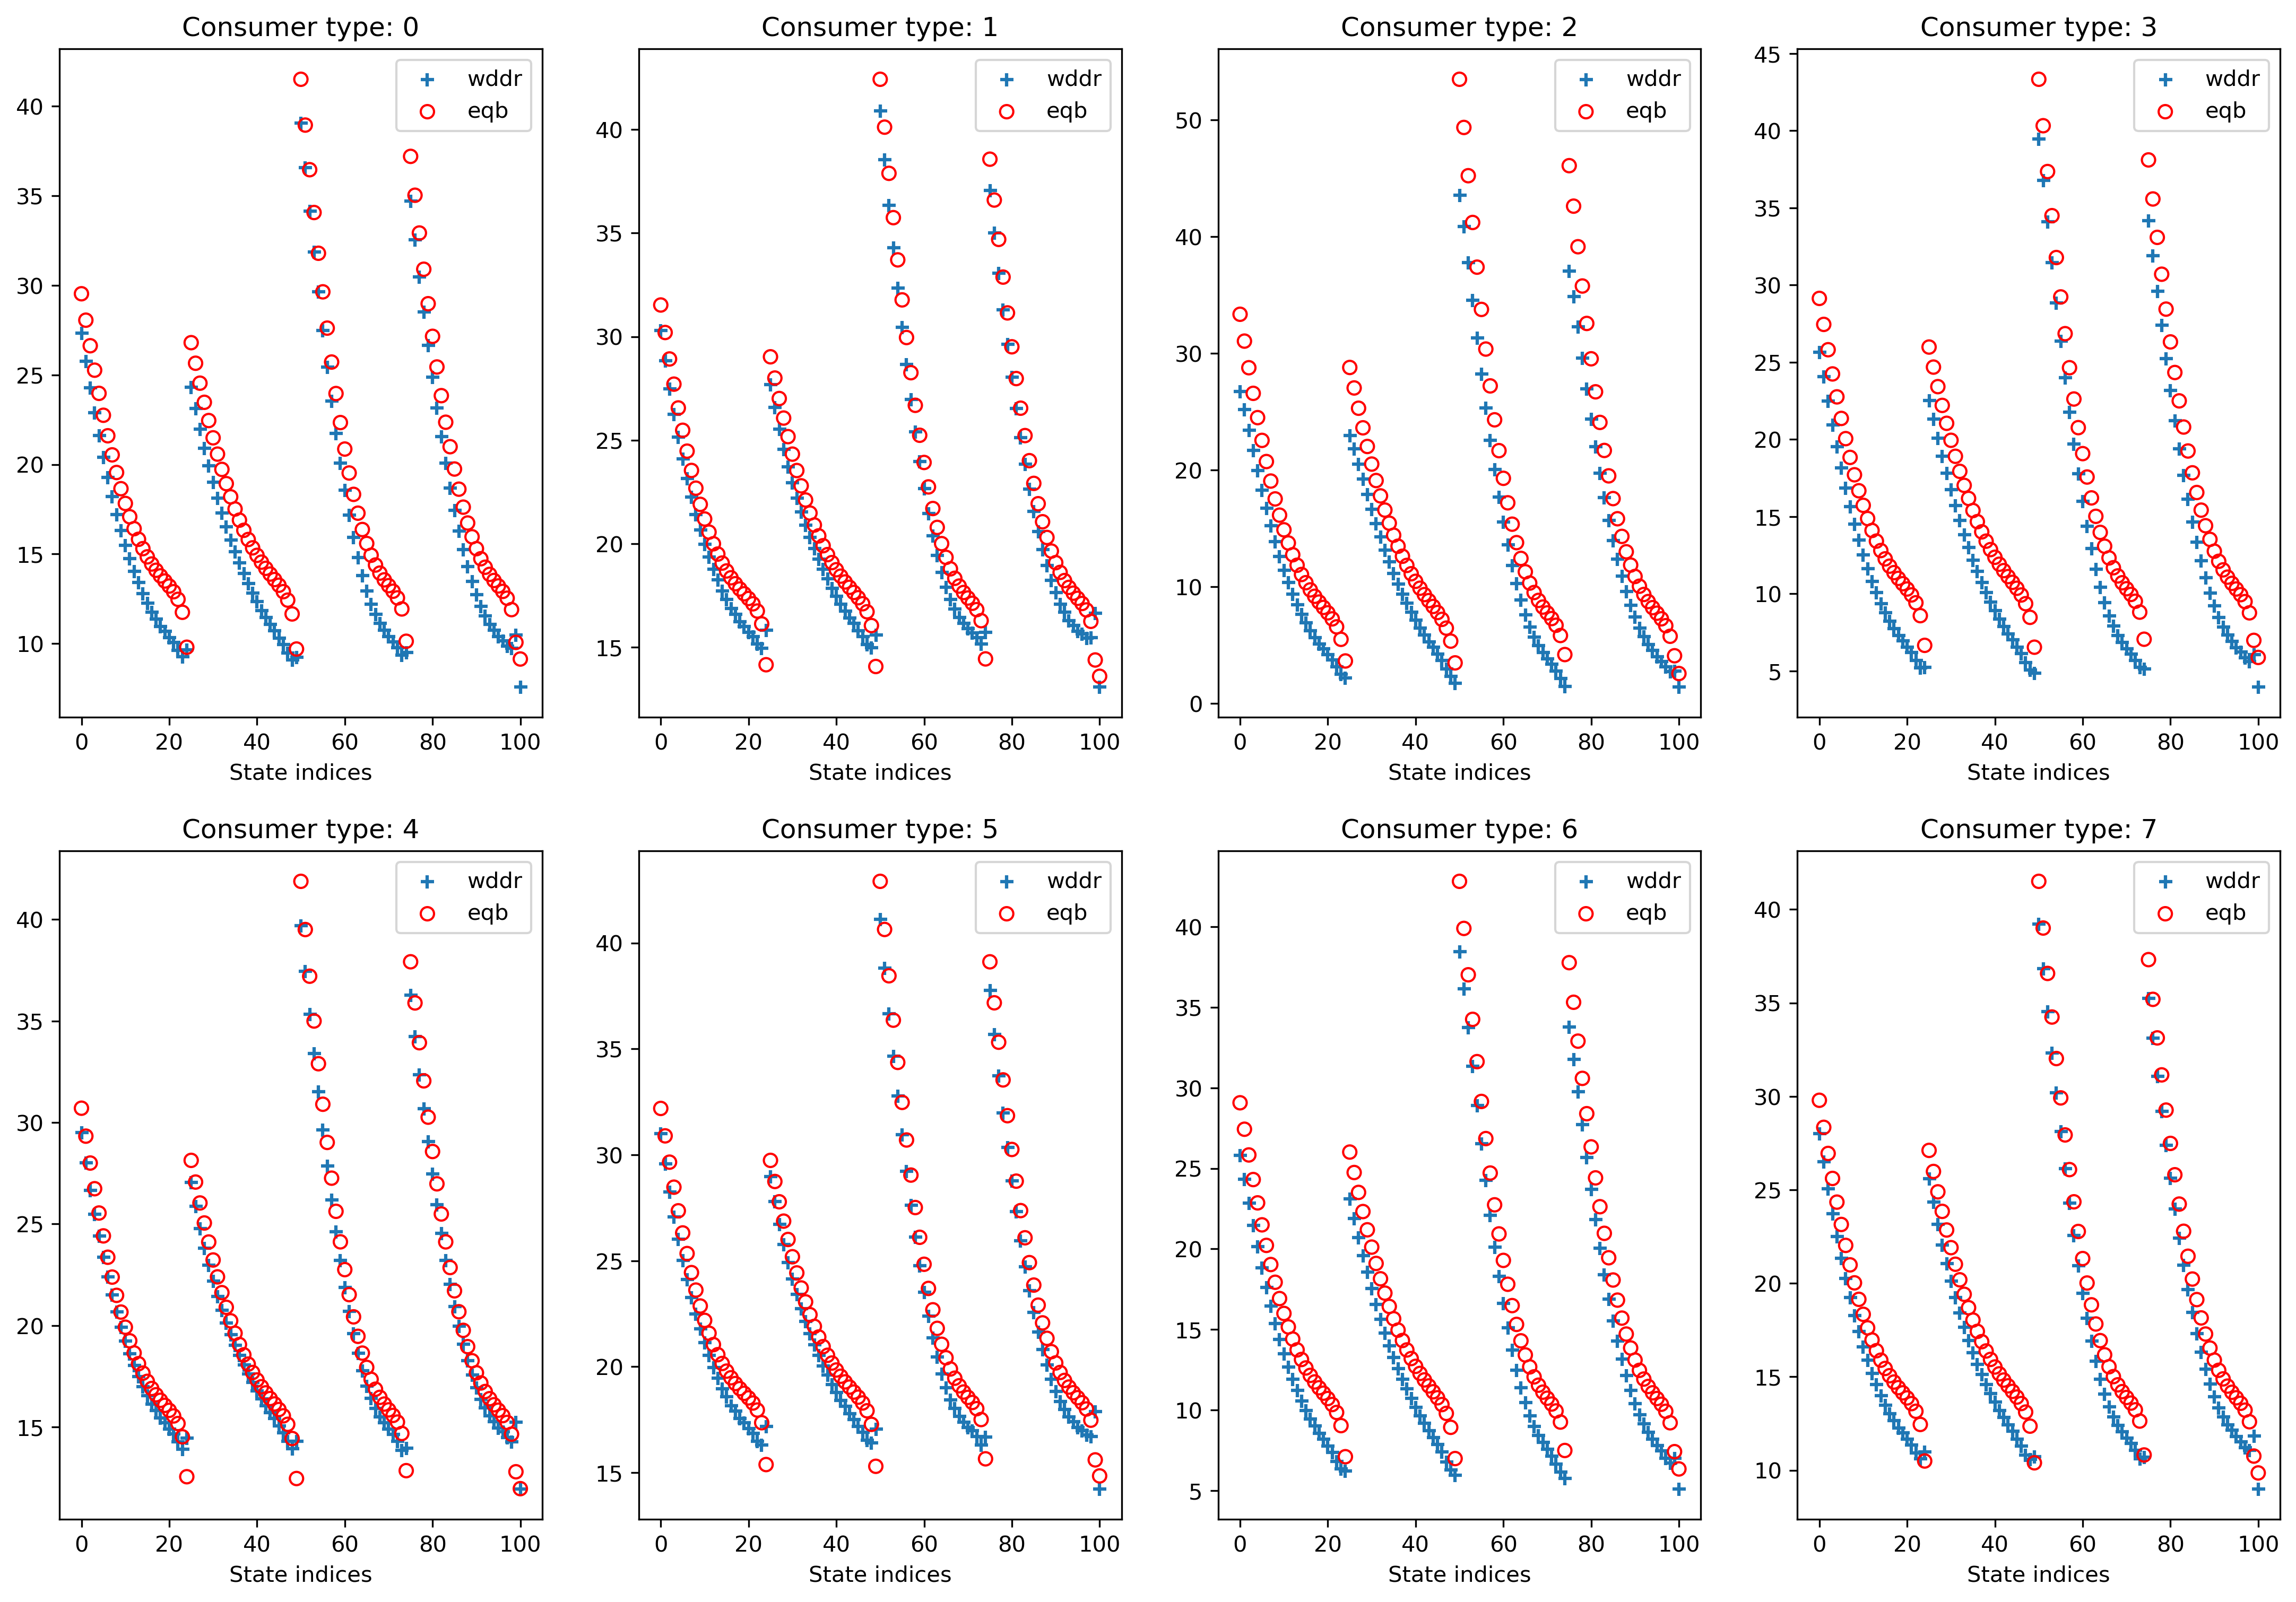 Consumer type: 0
wddr
eqb
40
35
30
25
20
15
10
0 20 40 60 80 100
State indices
Consumer type: 1
wddr
eqb
40
35
30
25
20
15
0 20 40 60 80 100
State indices
Consumer type: 2
wddr
eqb
50
40
30
20
10
0
0 20 40 60 80 100
State indices
Consumer type: 3
wddr
eqb
45
40
35
30
25
20
15
10
5
0 20 40 60 80 100
State indices
Consumer type: 4
wddr
eqb
40
35
30
25
20
15
0 20 40 60 80 100
State indices
Consumer type: 5
wddr
eqb
40
35
30
25
20
15
0 20 40 60 80 100
State indices
Consumer type: 6
wddr
eqb
40
35
30
25
20
15
10
5
0 20 40 60 80 100
State indices
Consumer type: 7
wddr
eqb
40
35
30
25
20
15
10
0 20 40 60 80 100
State indices